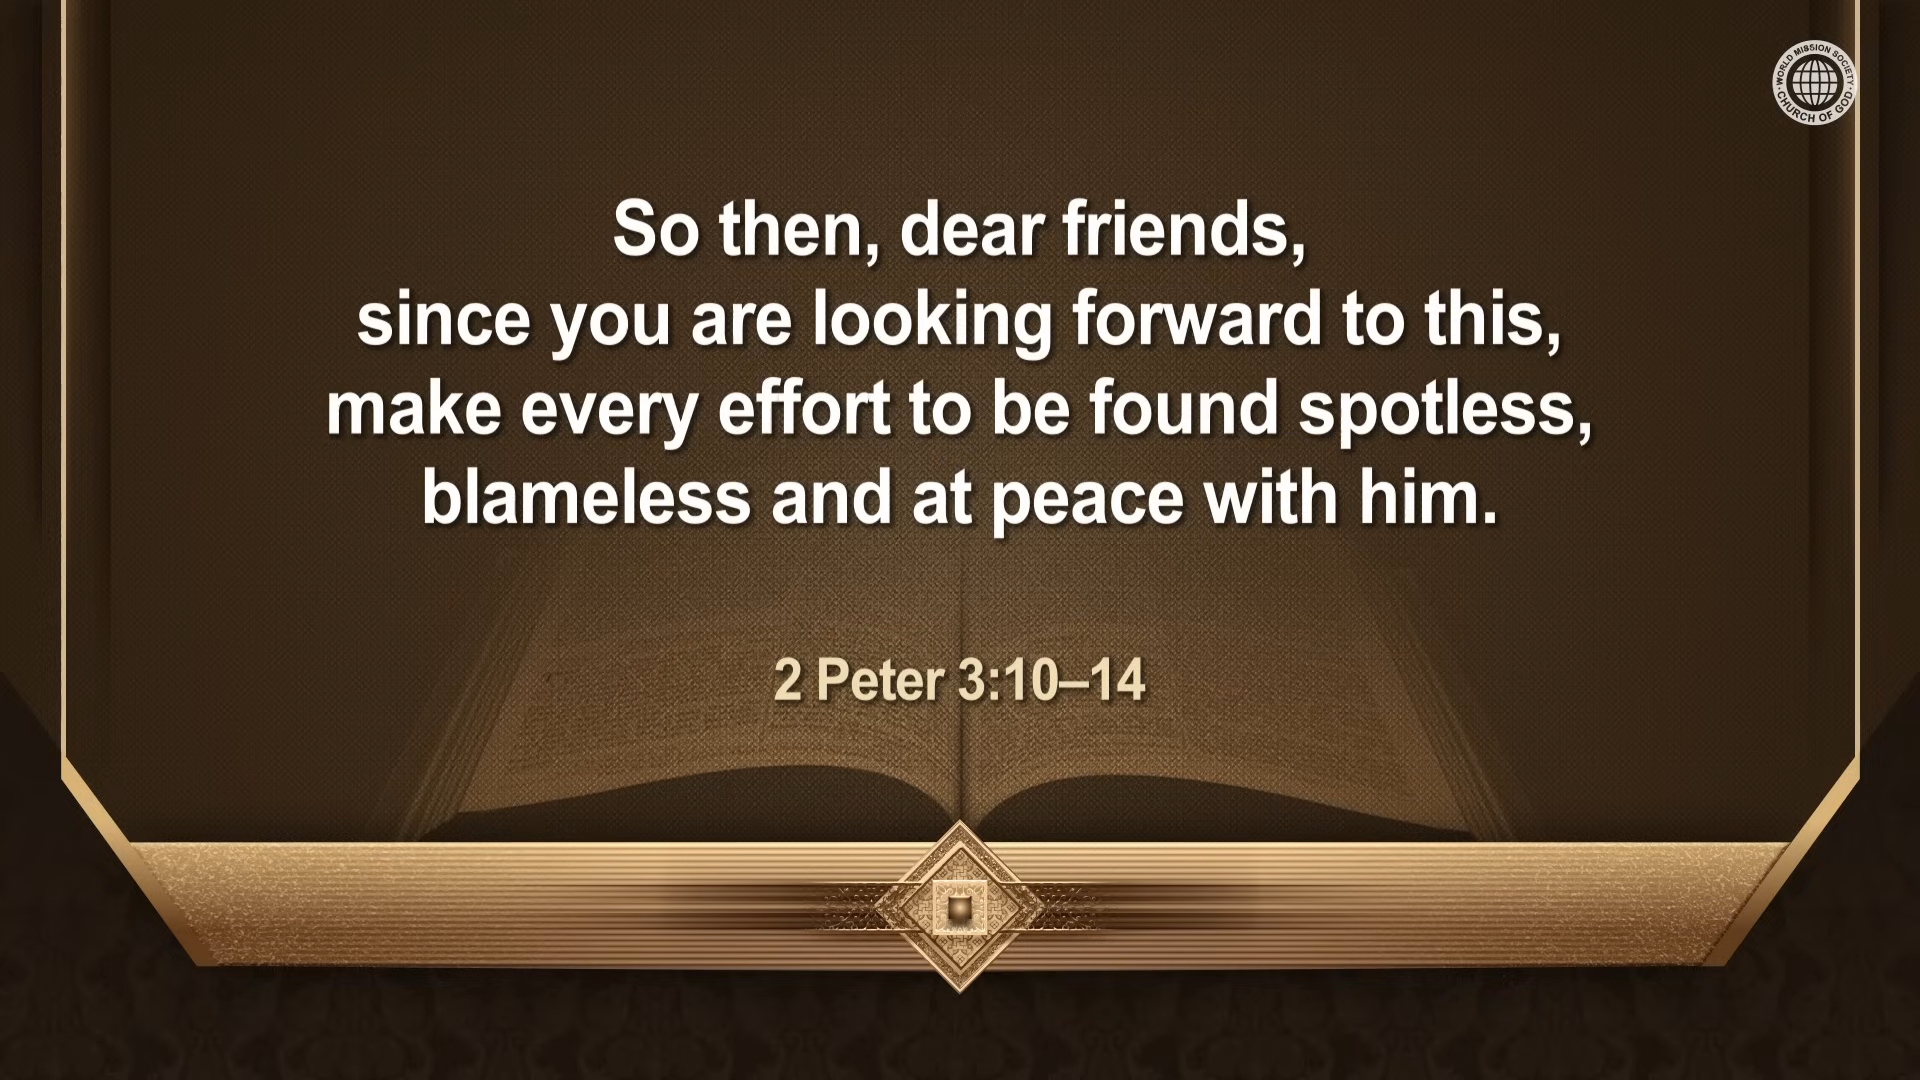 WORLD MISSION SOCIETY
CHURCH OF GOD
So then, dear friends,
since you are looking forward to this,
make every effort to be found spotless,
blameless and at peace with him.
2 Peter 3:10–14